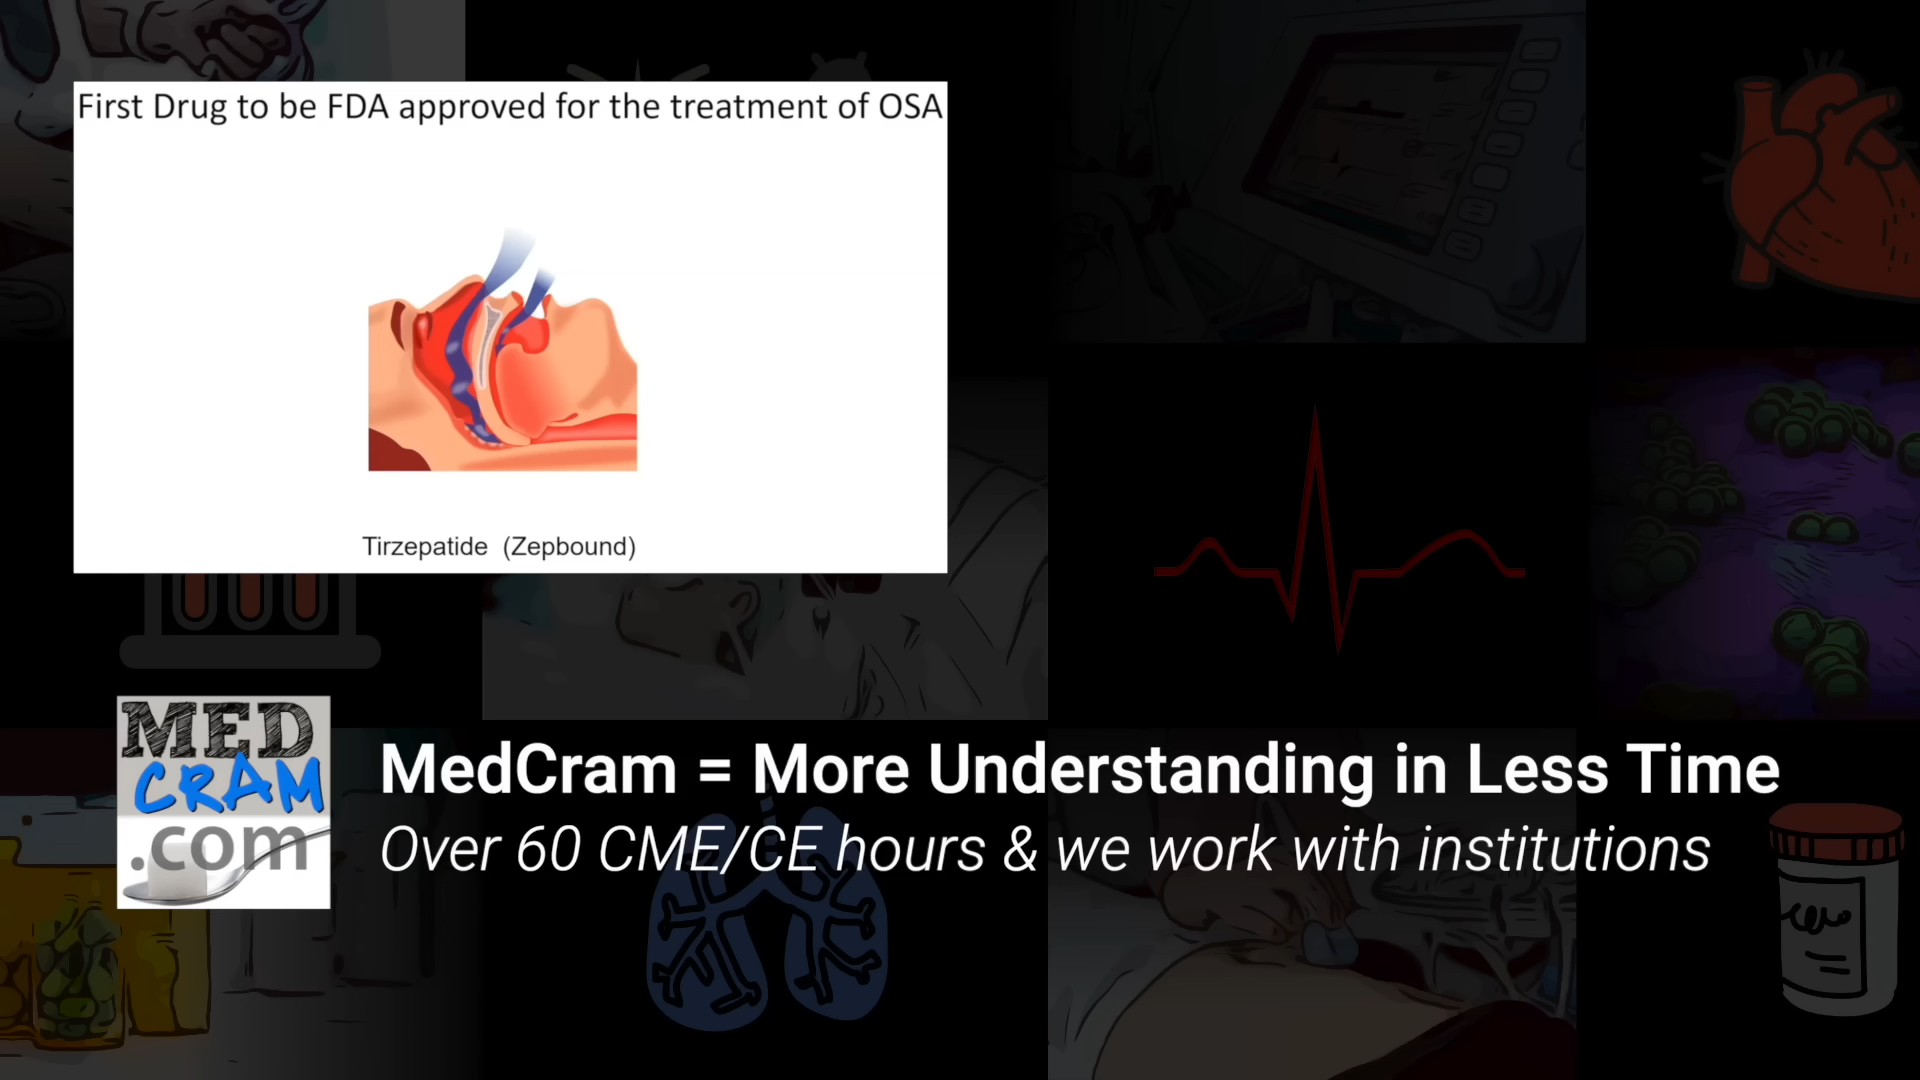 First Drug to be FDA approved for the treatment of OSA
Tirzepatide (Zepbound)
MED
CRAM
.com
MedCram = More Understanding in Less Time
Over 60 CME/CE hours & we work with institutions